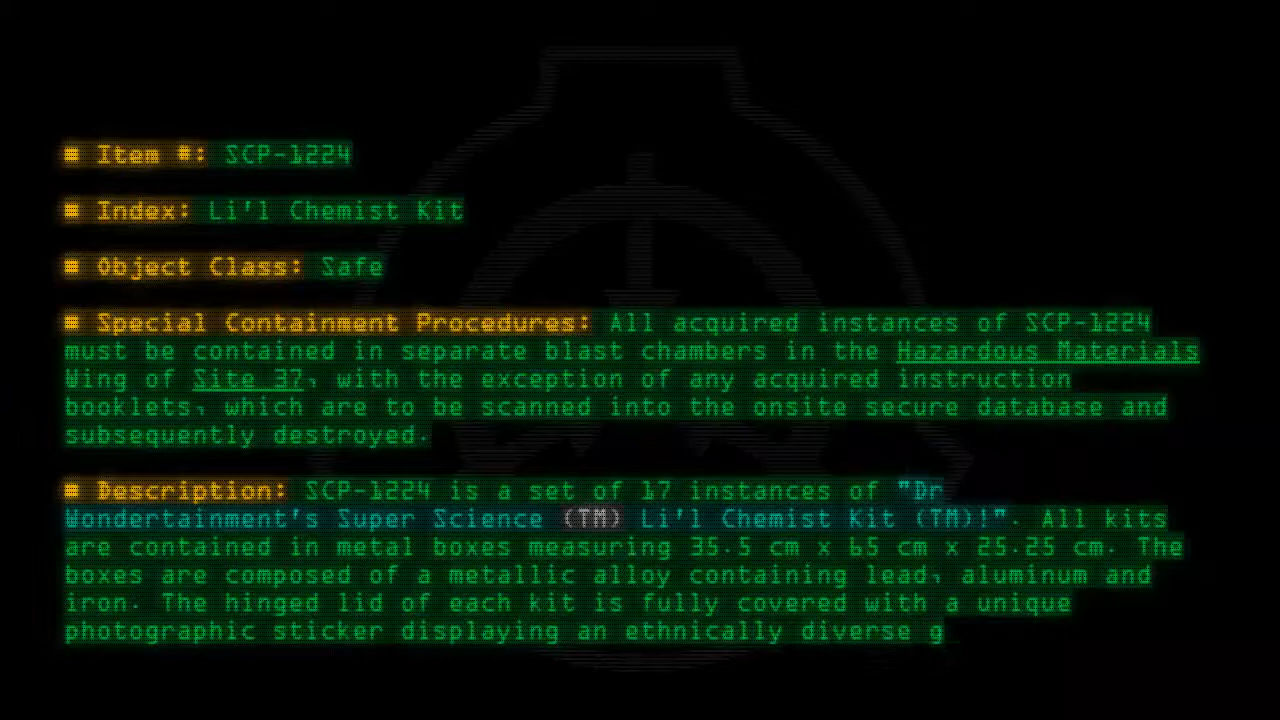 ■ Item #: SCP-1224
■ Index: Li'l Chemist Kit
■ Object Class: Safe
■ Special Containment Procedures: All acquired instances of SCP-1224
must be contained in separate blast chambers in the Hazardous Materials
Wing of Site 37, with the exception of any acquired instruction
booklets, which are to be scanned into the onsite secure database and
subsequently destroyed.
■ Description: SCP-1224 is a set of 17 instances of "Dr
Wondertainment's Super Science (TM) Li'l Chemist Kit (TM)!". All kits
are contained in metal boxes measuring 35.5 cm x 65 cm x 25.25 cm. The
boxes are composed of a metallic alloy containing lead, aluminum and
iron. The hinged lid of each kit is fully covered with a unique
photographic sticker displaying an ethnically diverse g